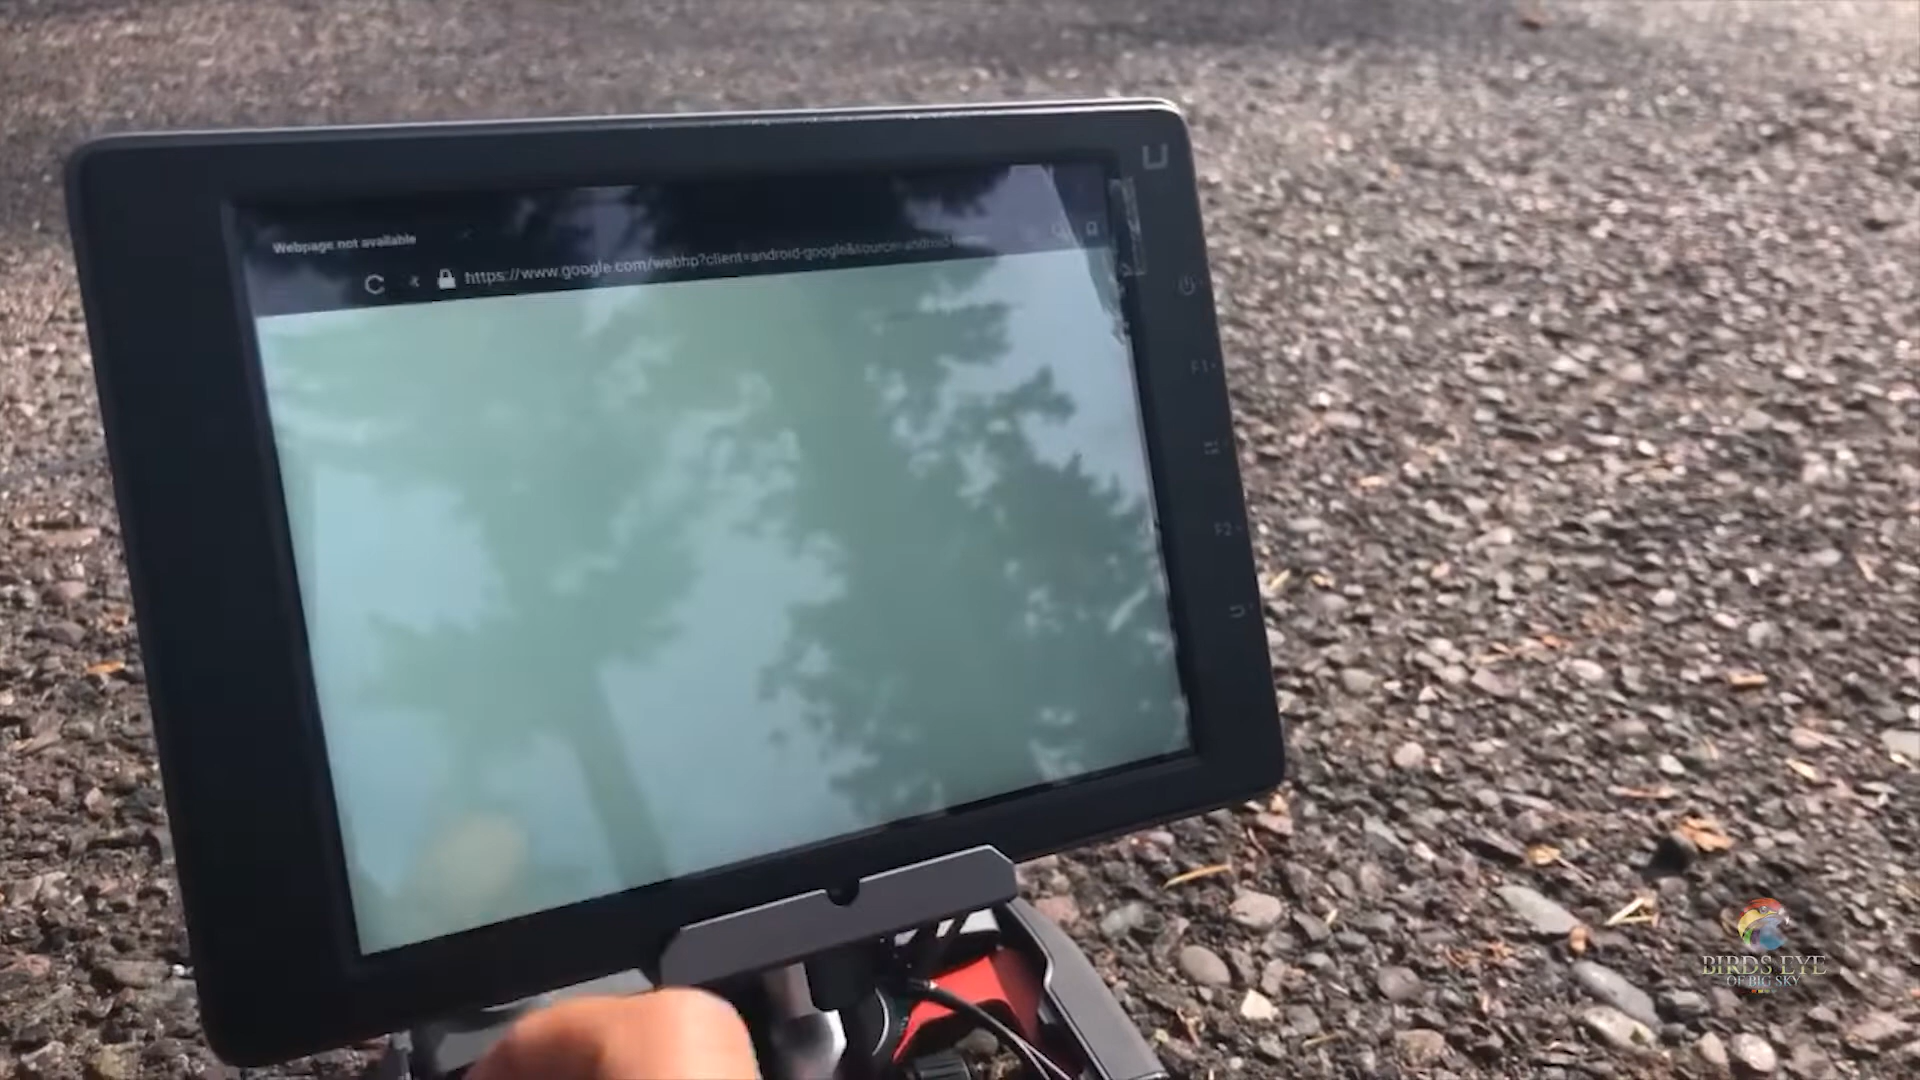 Webpage not available
https://www.google.com/webhp?client=android-google&source=android-
F1
F2
BIRDS EYE
OF BIG SKY